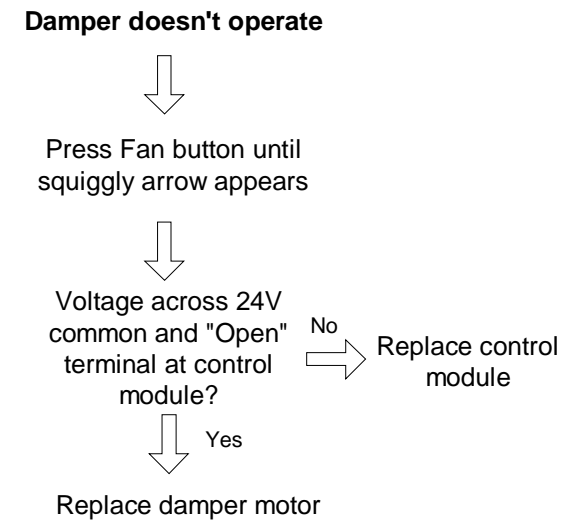 Damper doesn't operate
Press Fan button until
squiggly arrow appears
Voltage across 24V
common and "Open"
terminal at control
module?
No
Replace control
module
Yes
Replace damper motor